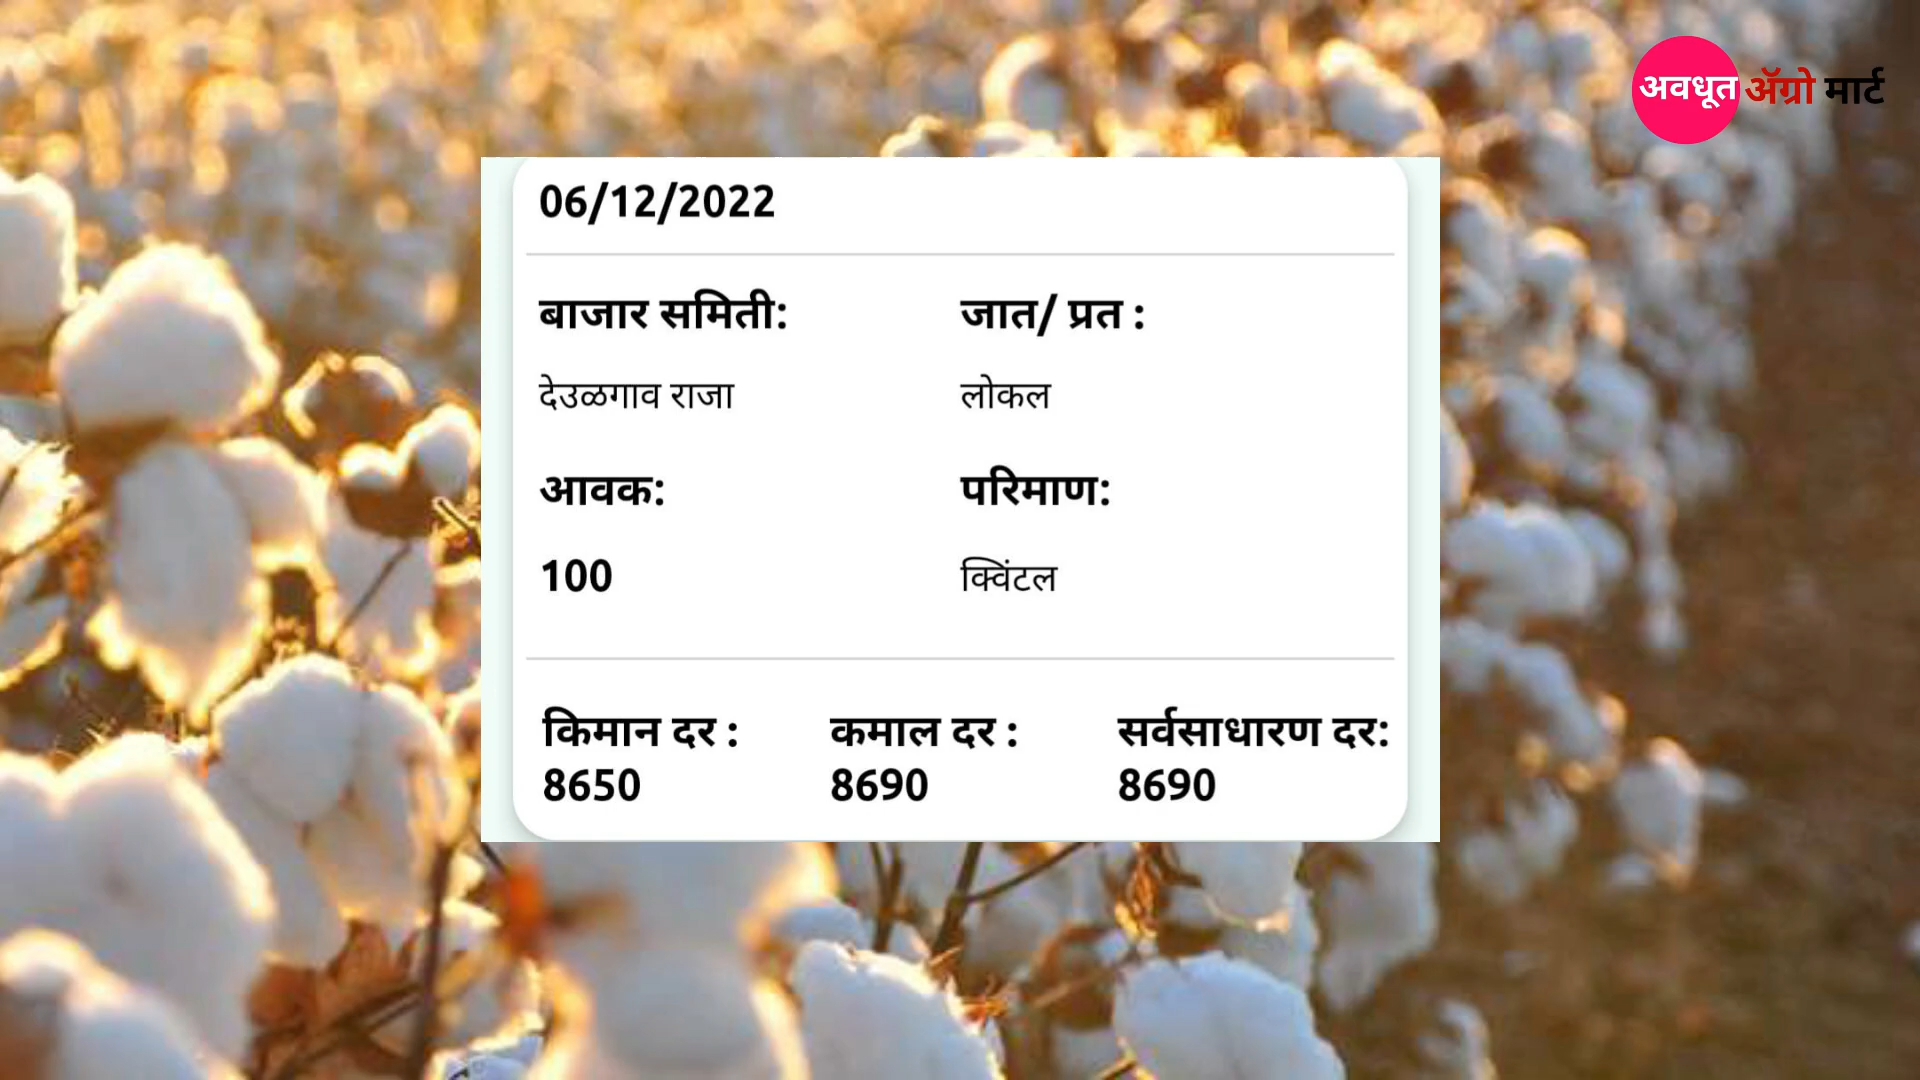 अवधूत ॲग्रो मार्ट
06/12/2022
बाजार समिती: जात/ प्रत :
देउळगाव राजा लोकल
आवक: परिमाण:
100 क्विंटल
किमान दर : कमाल दर : सर्वसाधारण दर:
8650 8690 8690